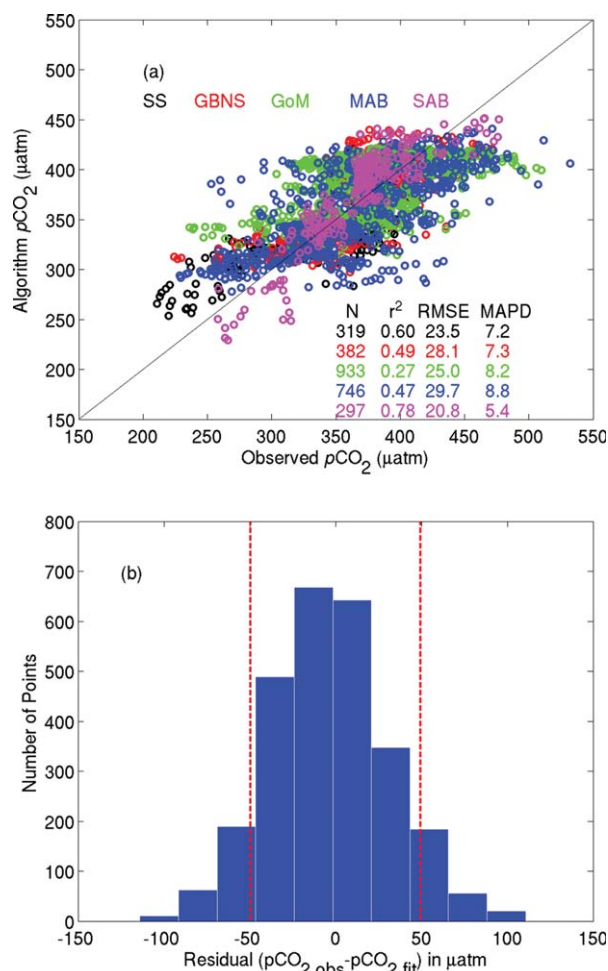 550
500
450
400
350
300
250
200
150
Algorithm pCO2 (µatm)
(a)
SS GBNS GoM MAB SAB
N r2 RMSE MAPD
319 0.60 23.5 7.2
382 0.49 28.1 7.3
933 0.27 25.0 8.2
746 0.47 29.7 8.8
297 0.78 20.8 5.4
150 200 250 300 350 400 450 500 550
Observed pCO2 (µatm)
800
700
600
500
400
300
200
100
0
Number of Points
(b)
-150 -100 -50 0 50 100 150
Residual (pCO2,obs-pCO2,fit) in µatm